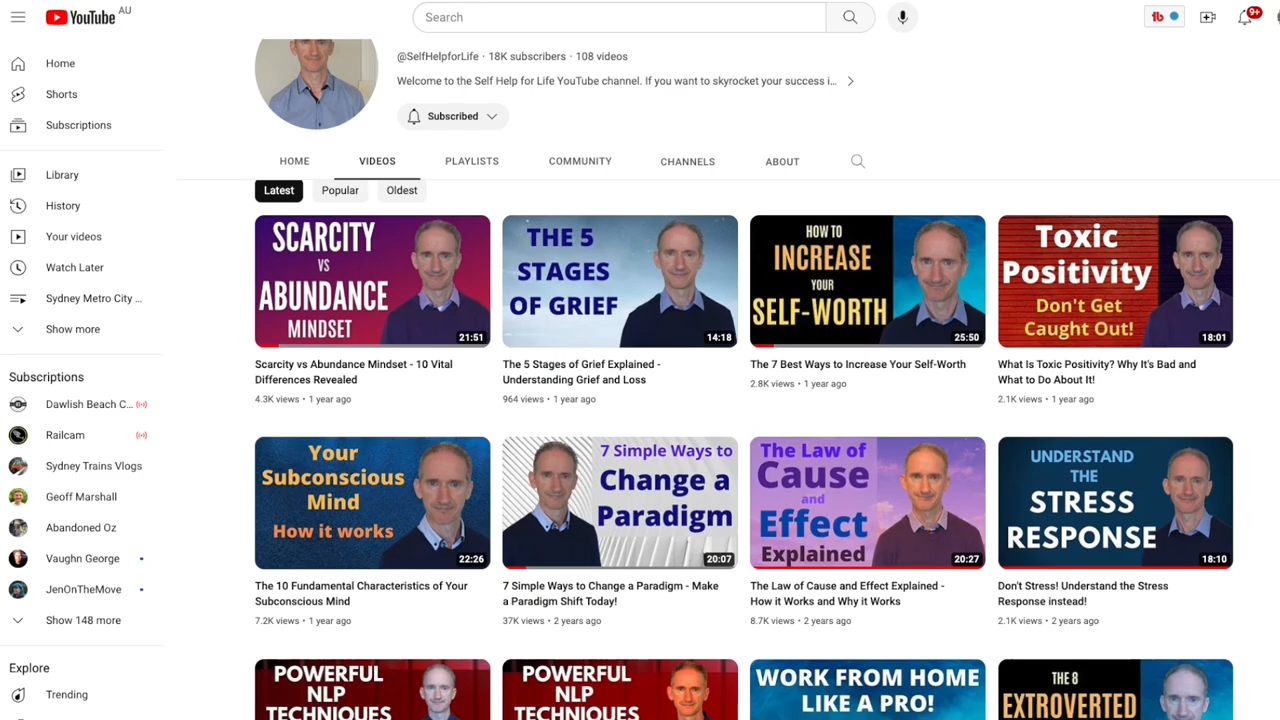 YouTube AU
Search
9+
Home
Shorts
Subscriptions
Library
History
Your videos
Watch Later
Sydney Metro City ...
Show more
Subscriptions
Dawlish Beach C...
Railcam
Sydney Trains Vlogs
Geoff Marshall
Abandoned Oz
Vaughn George
JenOnTheMove
Show 148 more
Explore
Trending
@SelfHelpforLife · 18K subscribers · 108 videos
Welcome to the Self Help for Life YouTube channel. If you want to skyrocket your success i...
Subscribed
HOME VIDEOS PLAYLISTS COMMUNITY CHANNELS ABOUT
Latest Popular Oldest
SCARCITY
VS
ABUNDANCE
MINDSET
21:51
Scarcity vs Abundance Mindset - 10 Vital
Differences Revealed
4.3K views • 1 year ago
THE 5
STAGES
OF GRIEF
14:18
The 5 Stages of Grief Explained -
Understanding Grief and Loss
964 views • 1 year ago
HOW TO
INCREASE
YOUR
SELF-WORTH
25:50
The 7 Best Ways to Increase Your Self-Worth
2.8K views • 1 year ago
Toxic
Positivity
Don't Get
Caught Out!
18:01
What Is Toxic Positivity? Why It's Bad and
What to Do About It!
2.1K views • 1 year ago
Your
Subconscious
Mind
How it works
22:26
The 10 Fundamental Characteristics of Your
Subconscious Mind
7.2K views • 1 year ago
7 Simple Ways to
Change a
Paradigm
20:07
7 Simple Ways to Change a Paradigm - Make
a Paradigm Shift Today!
37K views • 2 years ago
The Law of
Cause
and
Effect
Explained
20:27
The Law of Cause and Effect Explained -
How it Works and Why it Works
8.7K views • 2 years ago
UNDERSTAND
THE
STRESS
RESPONSE
18:10
Don't Stress! Understand the Stress
Response instead!
2.1K views • 2 years ago
POWERFUL
NLP
TECHNIQUES
POWERFUL
NLP
TECHNIQUES
WORK FROM HOME
LIKE A PRO!
THE 8
EXTROVERTED